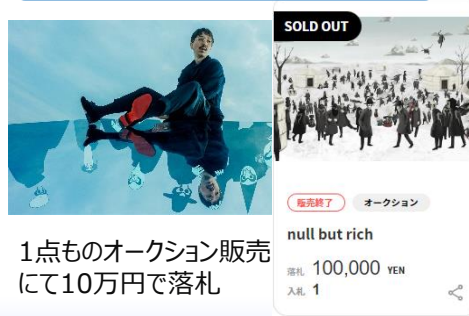 1点ものオークション販売
にて10万円で落札
SOLD OUT
販売終了 オークション
null but rich
落札 100,000 YEN
入札 1